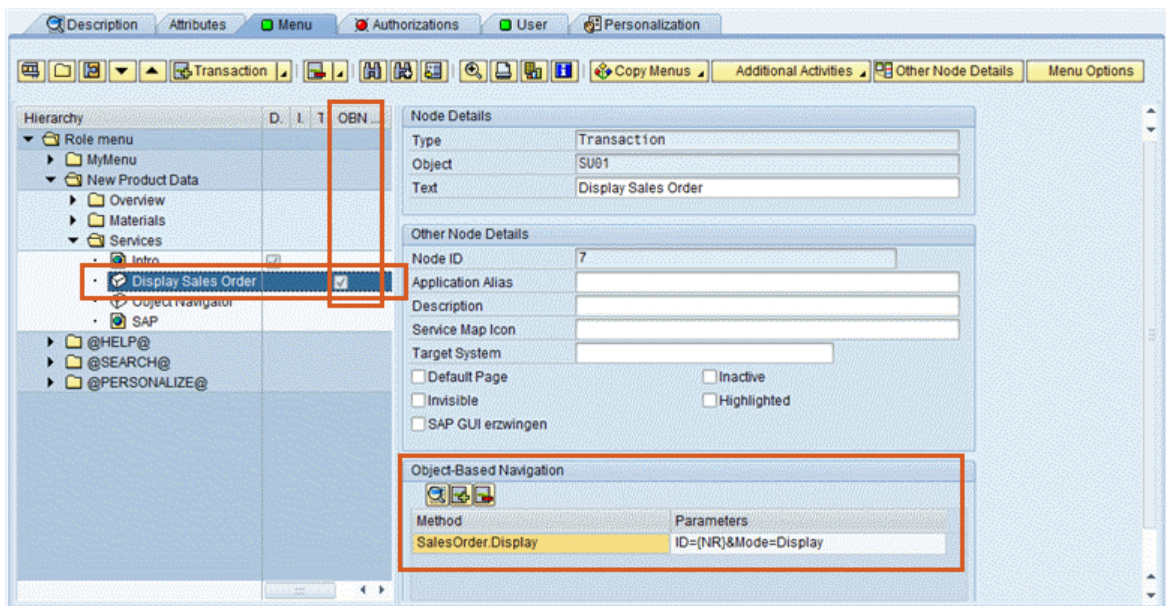 Description Attributes Menu Authorizations User Personalization
Transaction Copy Menus Additional Activities Other Node Details Menu Options
Hierarchy D. I. T OBN ...
Role menu
MyMenu
New Product Data
Overview
Materials
Services
Intro
Display Sales Order
Object Navigator
SAP
@HELP@
@SEARCH@
@PERSONALIZE@
Node Details
Type Transaction
Object SU01
Text Display Sales Order
Other Node Details
Node ID 7
Application Alias
Description
Service Map Icon
Target System
Default Page Inactive
Invisible Highlighted
SAP GUI erzwingen
Object-Based Navigation
Method Parameters
SalesOrder.Display ID={NR}&Mode=Display